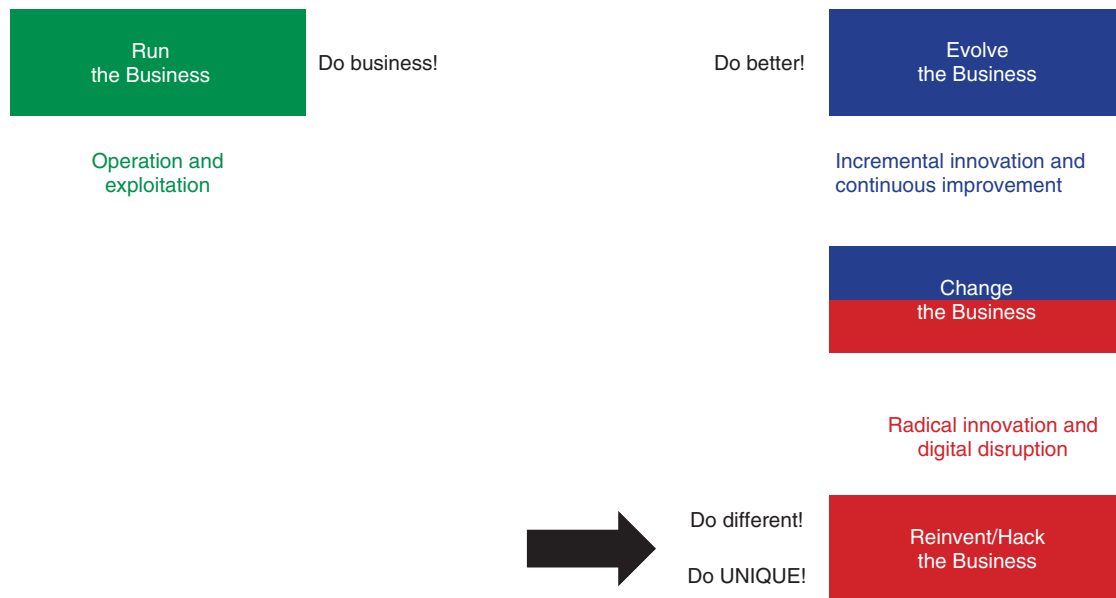 Run
the Business
Do business!
Do better!
Evolve
the Business
Operation and
exploitation
Incremental innovation and
continuous improvement
Change
the Business
Radical innovation and
digital disruption
Do different!
Do UNIQUE!
Reinvent/Hack
the Business